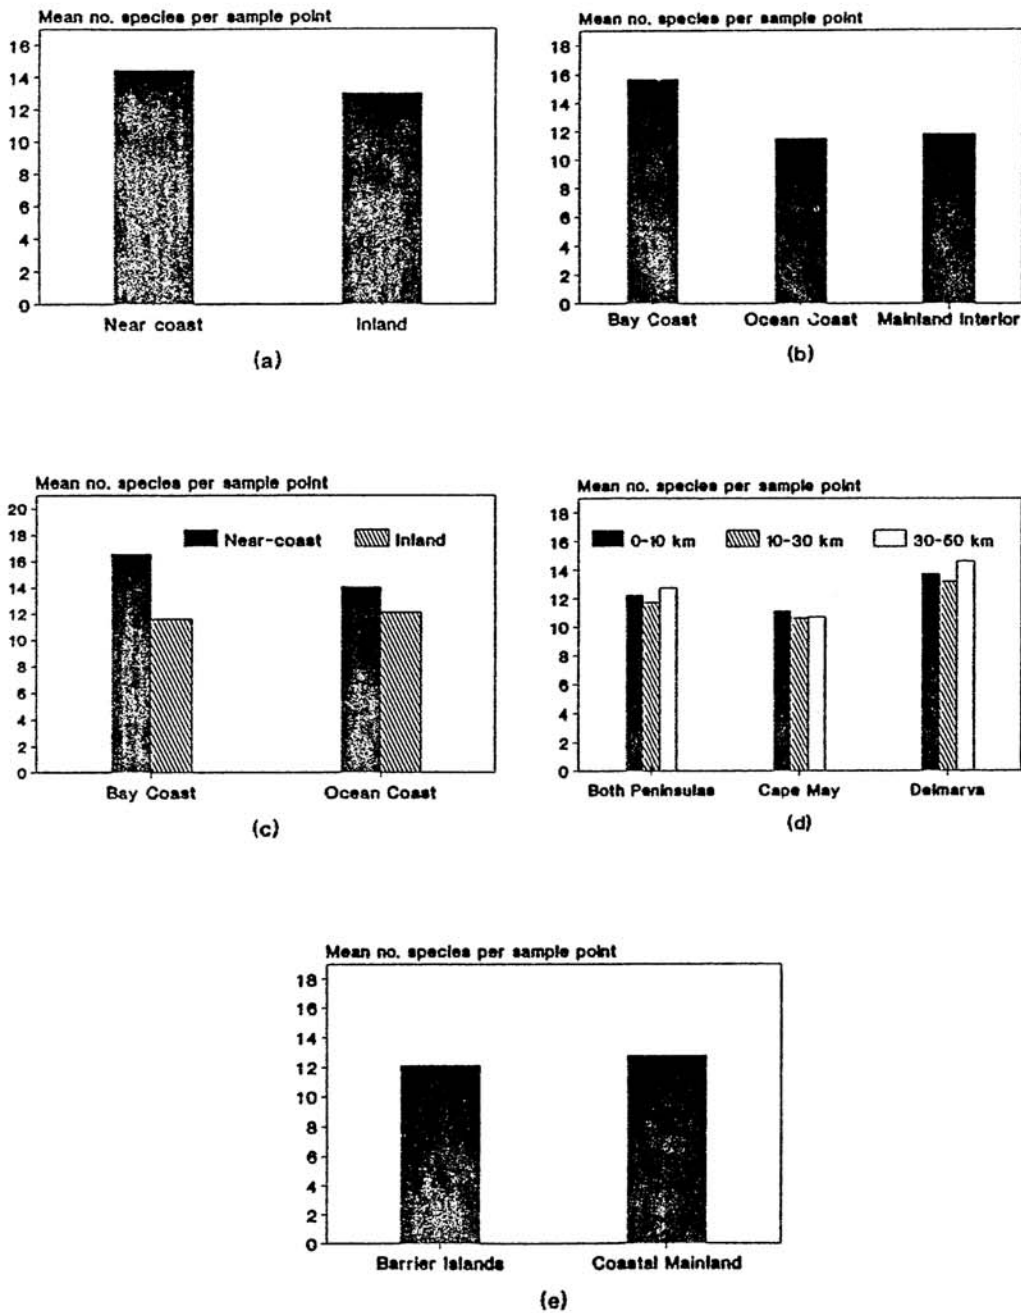 Mean no. species per sample point
16
14
12
10
8
6
4
2
0
Near coast Inland
(a)
Mean no. species per sample point
18
16
14
12
10
8
6
4
2
0
Bay Coast Ocean Coast Mainland Interior
(b)
Mean no. species per sample point
20
18
16
14
12
10
8
6
4
2
0
Near-coast Inland
Bay Coast Ocean Coast
(c)
Mean no. species per sample point
18
16
14
12
10
8
6
4
2
0
0-10 km 10-30 km 30-50 km
Both Peninsulas Cape May Delmarva
(d)
Mean no. species per sample point
18
16
14
12
10
8
6
4
2
0
Barrier Islands Coastal Mainland
(e)